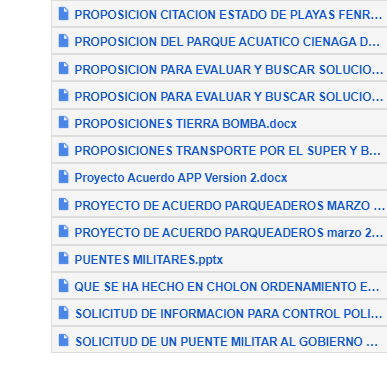 PROPOSICION CITACION ESTADO DE PLAYAS FENR...
PROPOSICION DEL PARQUE ACUATICO CIENAGA D...
PROPOSICION PARA EVALUAR Y BUSCAR SOLUCIO...
PROPOSICION PARA EVALUAR Y BUSCAR SOLUCIO...
PROPOSICIONES TIERRA BOMBA.docx
PROPOSICIONES TRANSPORTE POR EL SUPER Y B...
Proyecto Acuerdo APP Version 2.docx
PROYECTO DE ACUERDO PARQUEADEROS MARZO ...
PROYECTO DE ACUERDO PARQUEADEROS marzo 2...
PUENTES MILITARES.pptx
QUE SE HA HECHO EN CHOLON ORDENAMIENTO E...
SOLICITUD DE INFORMACION PARA CONTROL POLI...
SOLICITUD DE UN PUENTE MILITAR AL GOBIERNO ...